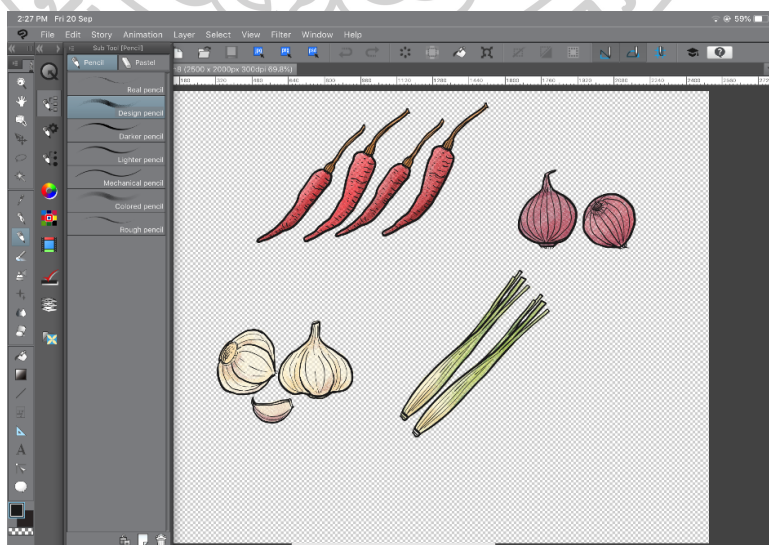 2:27 PM Fri 20 Sep
59%
File Edit Story Animation Layer Select View Filter Window Help
Sub Tool [Pencil]
Pencil Pastel
(2500 x 2000px 300dpi 69.8%)
Real pencil
Design pencil
Darker pencil
Lighter pencil
Mechanical pencil
Colored pencil
Rough pencil